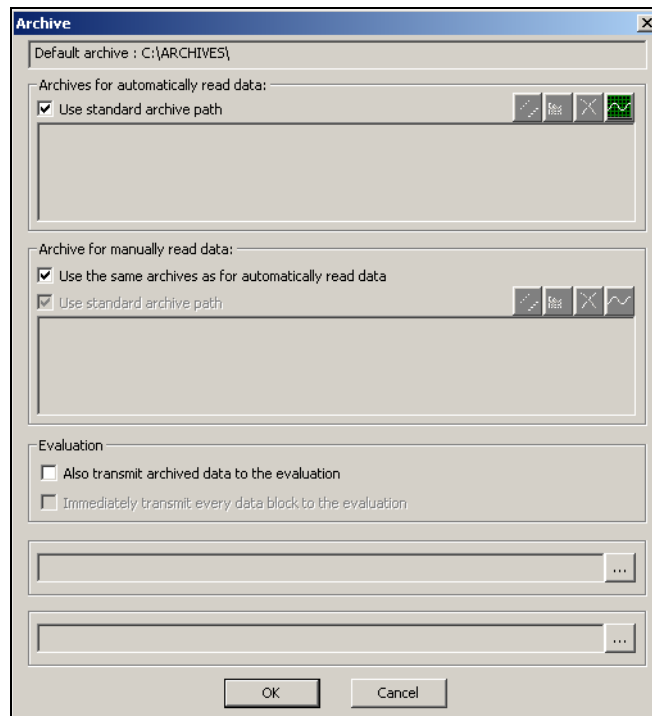 Archive
Default archive : C:\ARCHIVES\
Archives for automatically read data:
Use standard archive path
Archive for manually read data:
Use the same archives as for automatically read data
Use standard archive path
Evaluation
Also transmit archived data to the evaluation
Immediately transmit every data block to the evaluation
...
...
OK Cancel